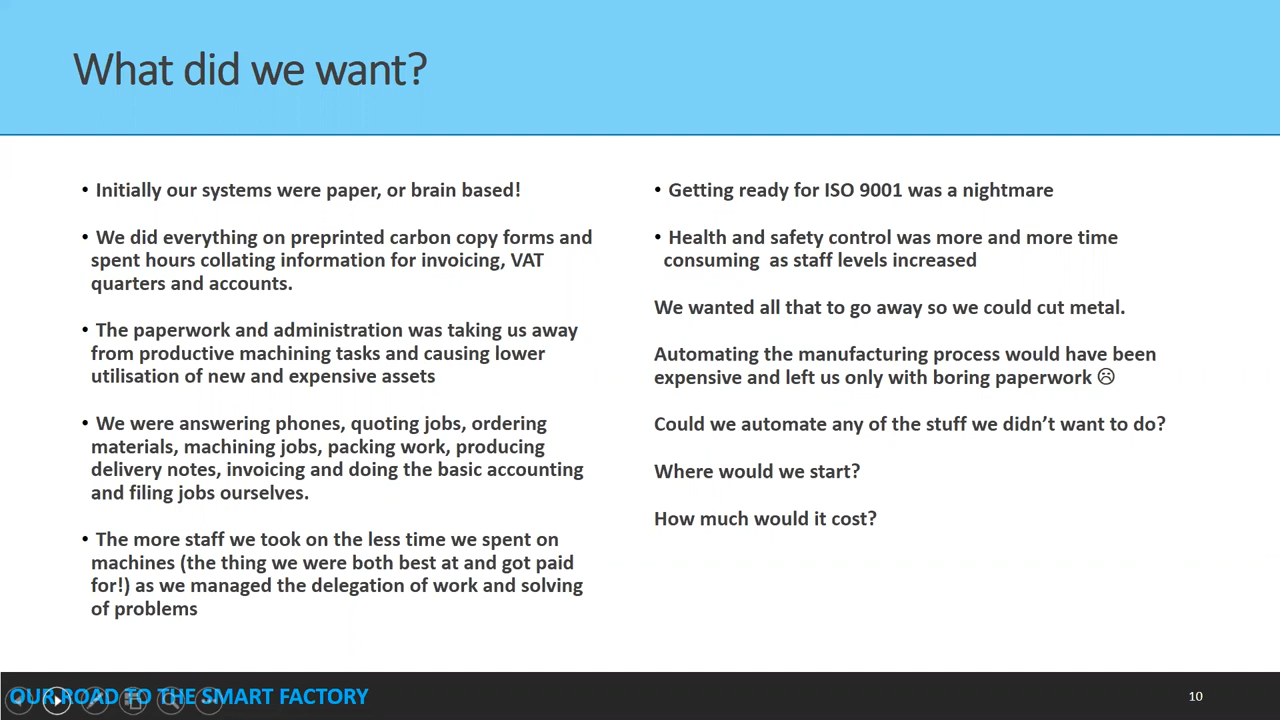 What did we want?
• Initially our systems were paper, or brain based!
• We did everything on preprinted carbon copy forms and
spent hours collating information for invoicing, VAT
quarters and accounts.
• The paperwork and administration was taking us away
from productive machining tasks and causing lower
utilisation of new and expensive assets
• We were answering phones, quoting jobs, ordering
materials, machining jobs, packing work, producing
delivery notes, invoicing and doing the basic accounting
and filing jobs ourselves.
• The more staff we took on the less time we spent on
machines (the thing we were both best at and got paid
for!) as we managed the delegation of work and solving
of problems
• Getting ready for ISO 9001 was a nightmare
• Health and safety control was more and more time
consuming  as staff levels increased
We wanted all that to go away so we could cut metal.
Automating the manufacturing process would have been
expensive and left us only with boring paperwork ☹
Could we automate any of the stuff we didn’t want to do?
Where would we start?
How much would it cost?
OUR ROAD TO THE SMART FACTORY
10